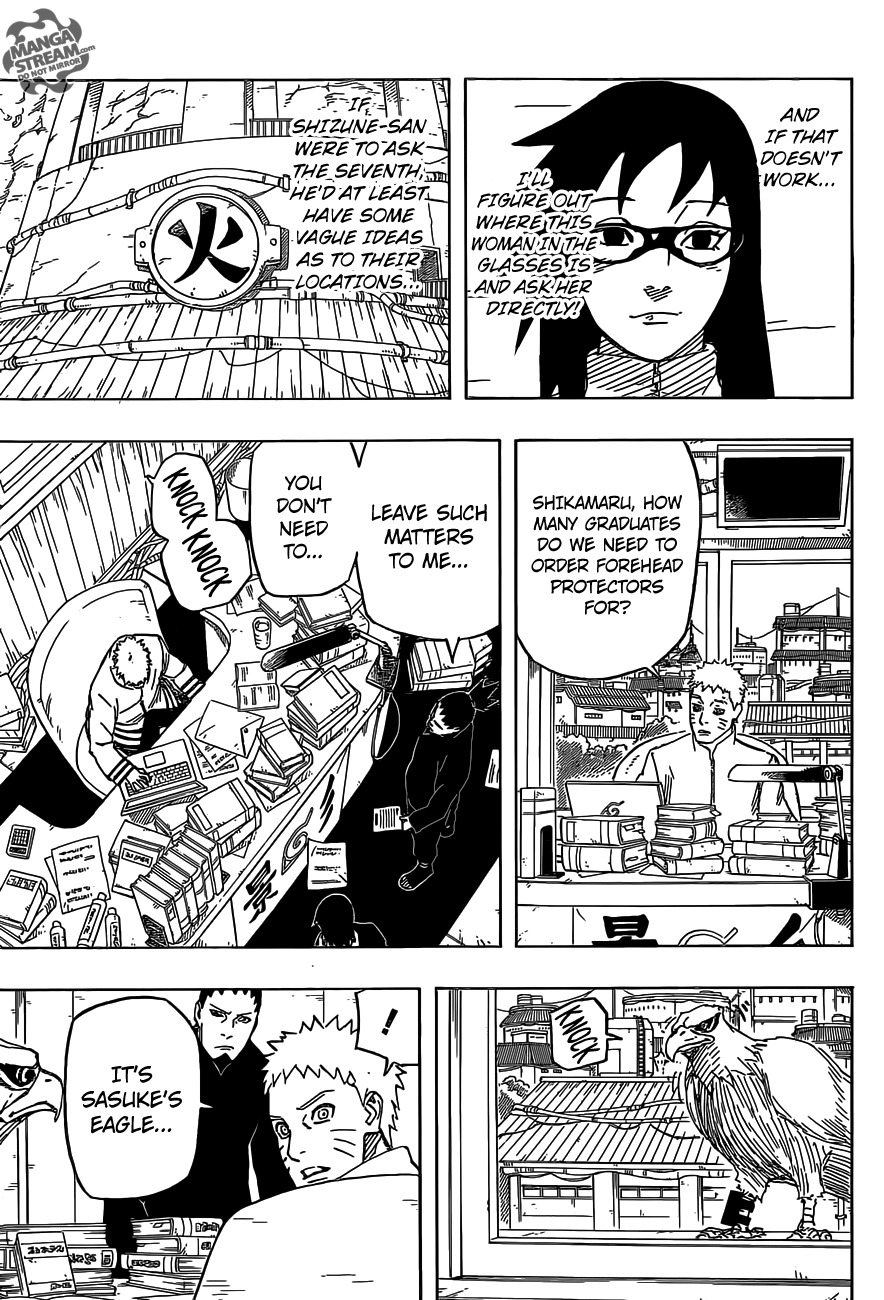 MANGA
STREAM.com
DO NOT MIRROR
AND
IF THAT
DOESN'T
WORK...
I'LL
FIGURE OUT
WHERE THIS
WOMAN IN THE
GLASSES IS
AND ASK HER
DIRECTLY!
IF
SHIZUNE-SAN
WERE TO ASK
THE SEVENTH,
HE'D AT LEAST
HAVE SOME
VAGUE IDEAS
AS TO THEIR
LOCATIONS...
火
SHIKAMARU, HOW
MANY GRADUATES
DO WE NEED TO
ORDER FOREHEAD
PROTECTORS
FOR?
LEAVE SUCH
MATTERS
TO ME...
YOU
DON'T
NEED
TO...
KNOCK KNOCK
景
KNOCK
!
IT'S
SASUKE'S
EAGLE...